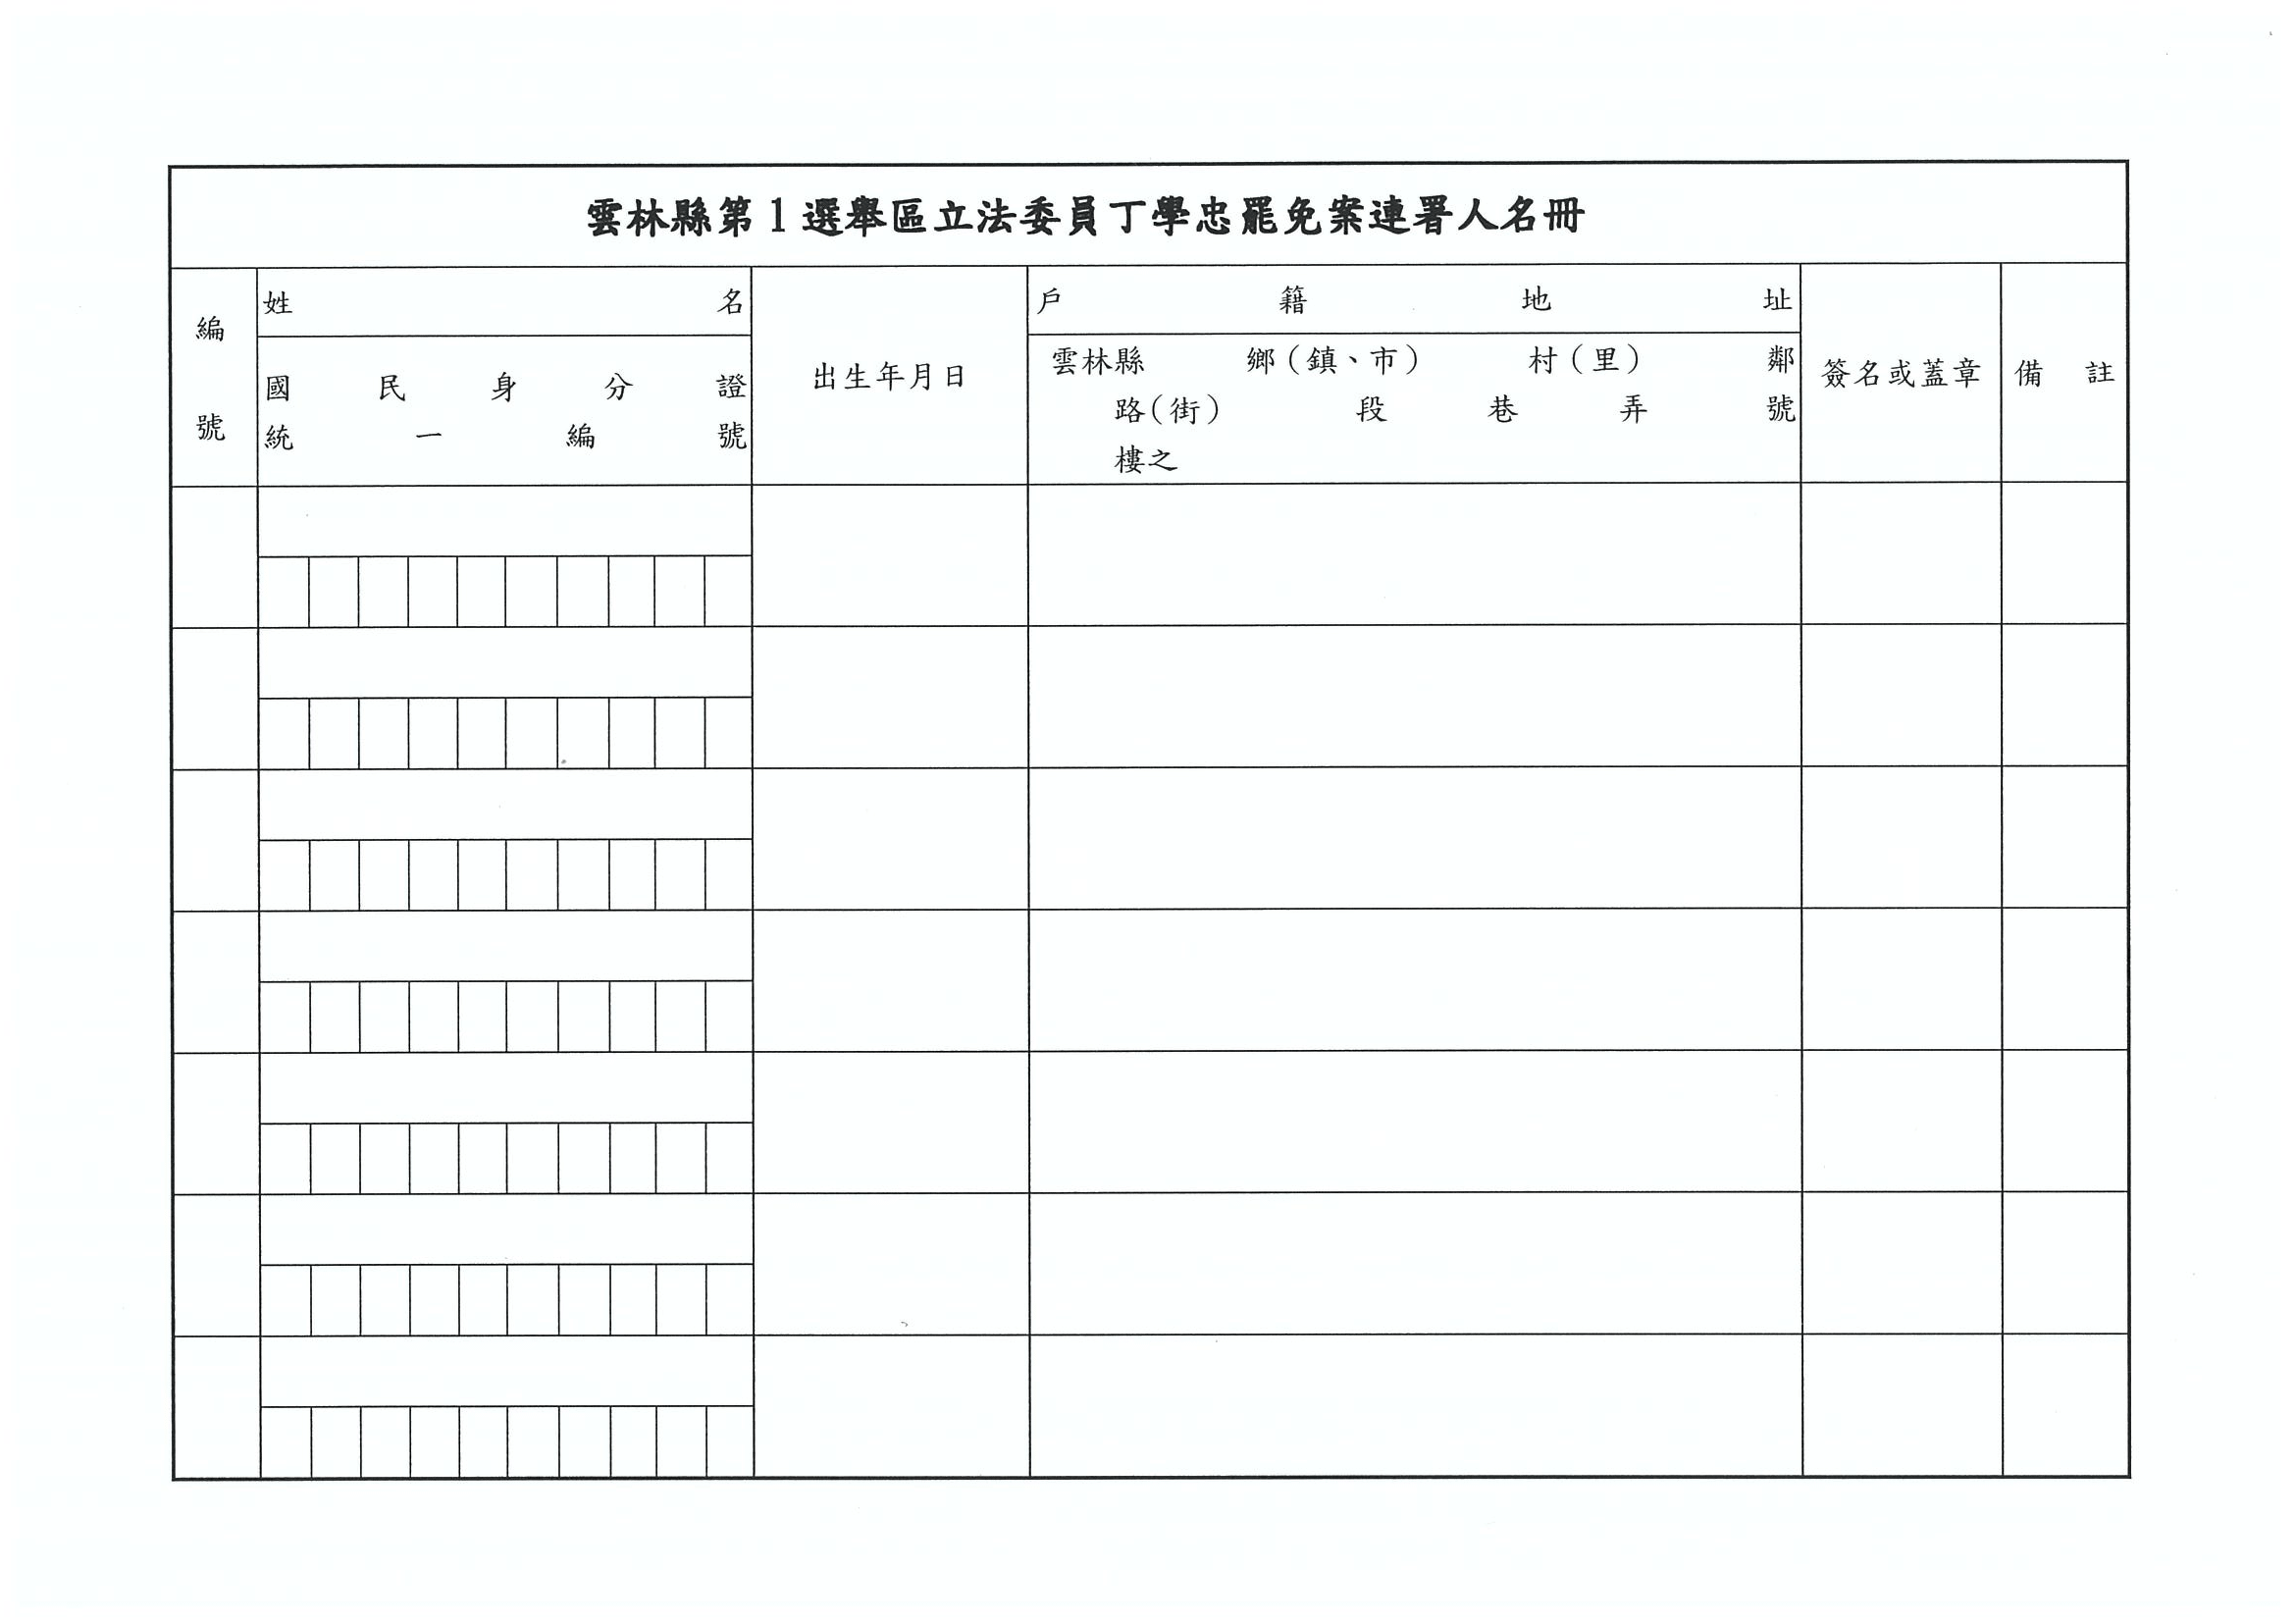 雲林縣第1選舉區立法委員丁學忠罷免案連署人名冊
編號
姓名
國民身分證
統一編號
出生年月日
戶籍地址
雲林縣 鄉（鎮、市） 村（里） 鄰
路（街） 段 巷 弄 號
樓之
簽名或蓋章
備註